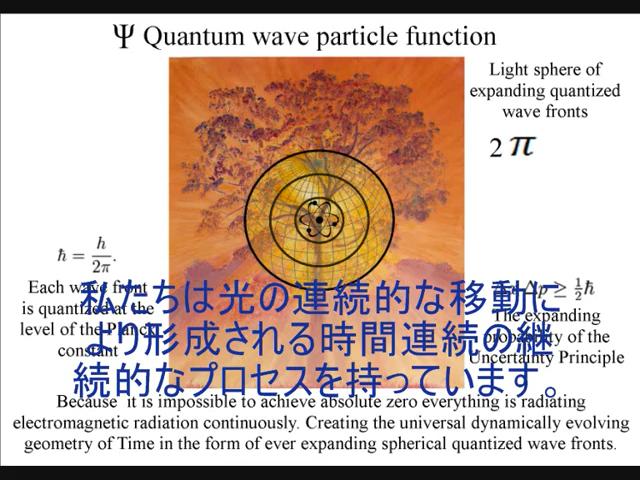 Ψ Quantum wave particle function
Light sphere of
expanding quantized
wave fronts
2 π
ħ = h/2π.
Each wave front
is quantized at the
level of the Planck
constant
Δp ≥ ½ħ
The expanding
probability of the
Uncertainty Principle
私たちは光の連続的な移動に
より形成される時間連続の継
続的なプロセスを持っています。
Because it is impossible to achieve absolute zero everything is radiating
electromagnetic radiation continuously. Creating the universal dynamically evolving
geometry of Time in the form of ever expanding spherical quantized wave fronts.